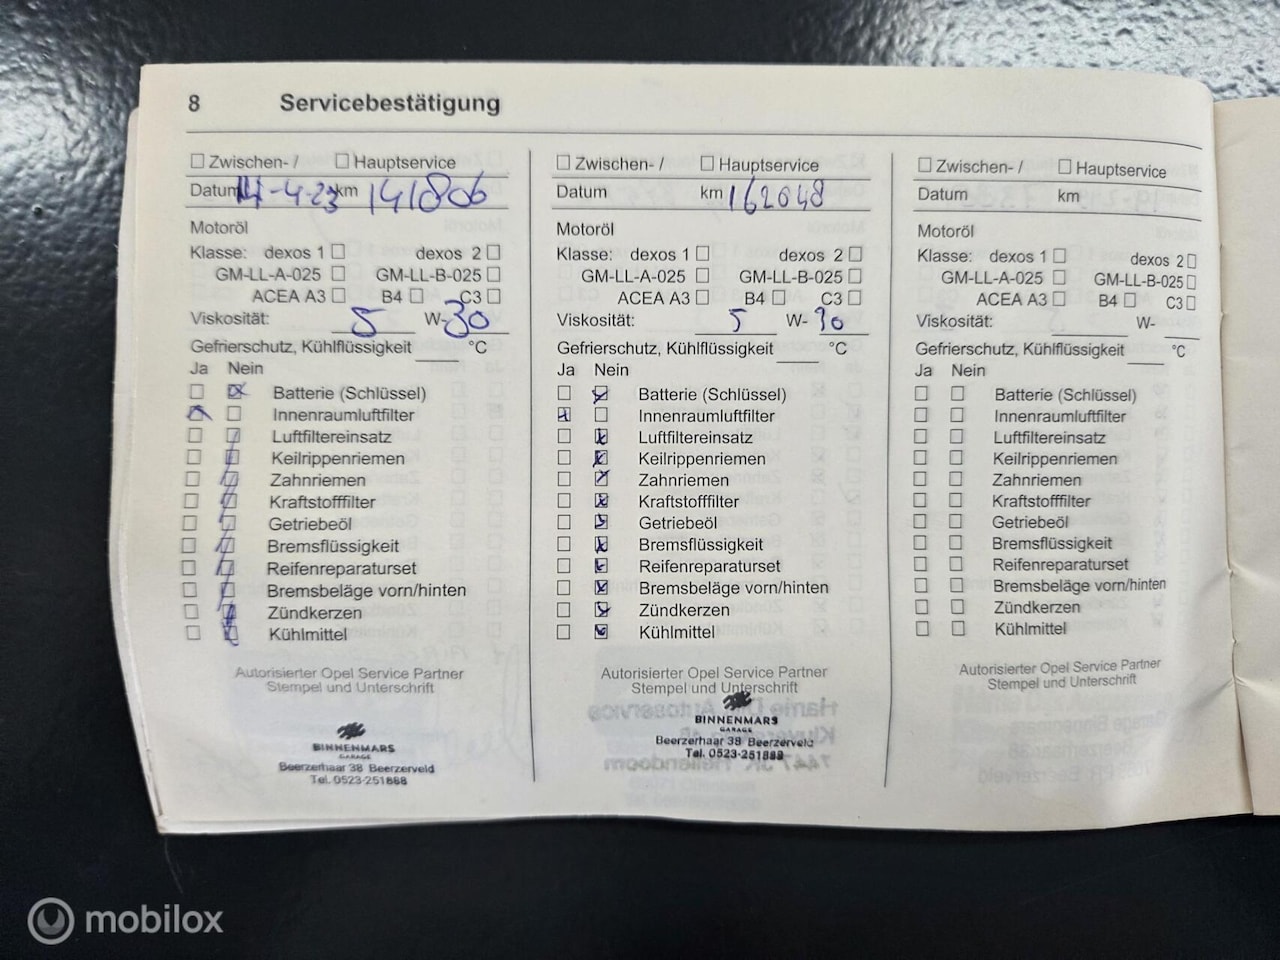 8 Servicebestätigung
☐ Zwischen- / ☐ Hauptservice
Datum 14-4-23 km 141806
Motoröl
Klasse: dexos 1 ☐ dexos 2 ☐
GM-LL-A-025 ☐ GM-LL-B-025 ☐
ACEA A3 ☐ B4 ☐ C3 ☐
Viskosität: 5 W-30
Gefrierschutz, Kühlflüssigkeit ____ °C
Ja Nein
☐ ☒ Batterie (Schlüssel)
☒ ☐ Innenraumluftfilter
☐ ☒ Luftfiltereinsatz
☐ ☒ Keilrippenriemen
☐ ☒ Zahnriemen
☐ ☒ Kraftstofffilter
☐ ☒ Getriebeöl
☐ ☒ Bremsflüssigkeit
☐ ☒ Reifenreparaturset
☐ ☒ Bremsbeläge vorn/hinten
☐ ☒ Zündkerzen
☐ ☒ Kühlmittel
Autorisierter Opel Service Partner
Stempel und Unterschrift
BINNENMARS
GARAGE
Beerzerhaar 38 Beerzerveld
Tel. 0523-251888
☐ Zwischen- / ☐ Hauptservice
Datum km 162048
Motoröl
Klasse: dexos 1 ☐ dexos 2 ☐
GM-LL-A-025 ☐ GM-LL-B-025 ☐
ACEA A3 ☐ B4 ☐ C3 ☐
Viskosität: 5 W- 30
Gefrierschutz, Kühlflüssigkeit ____ °C
Ja Nein
☐ ☒ Batterie (Schlüssel)
☒ ☐ Innenraumluftfilter
☐ ☒ Luftfiltereinsatz
☐ ☒ Keilrippenriemen
☐ ☒ Zahnriemen
☐ ☒ Kraftstofffilter
☐ ☒ Getriebeöl
☐ ☒ Bremsflüssigkeit
☐ ☒ Reifenreparaturset
☐ ☒ Bremsbeläge vorn/hinten
☐ ☒ Zündkerzen
☐ ☒ Kühlmittel
Autorisierter Opel Service Partner
Stempel und Unterschrift
BINNENMARS
GARAGE
Beerzerhaar 38 Beerzerveld
Tel. 0523-251888
☐ Zwischen- / ☐ Hauptservice
Datum km
Motoröl
Klasse: dexos 1 ☐ dexos 2 ☐
GM-LL-A-025 ☐ GM-LL-B-025 ☐
ACEA A3 ☐ B4 ☐ C3 ☐
Viskosität: ____ W- ____
Gefrierschutz, Kühlflüssigkeit ____ °C
Ja Nein
☐ ☐ Batterie (Schlüssel)
☐ ☐ Innenraumluftfilter
☐ ☐ Luftfiltereinsatz
☐ ☐ Keilrippenriemen
☐ ☐ Zahnriemen
☐ ☐ Kraftstofffilter
☐ ☐ Getriebeöl
☐ ☐ Bremsflüssigkeit
☐ ☐ Reifenreparaturset
☐ ☐ Bremsbeläge vorn/hinten
☐ ☐ Zündkerzen
☐ ☐ Kühlmittel
Autorisierter Opel Service Partner
Stempel und Unterschrift
mobilox